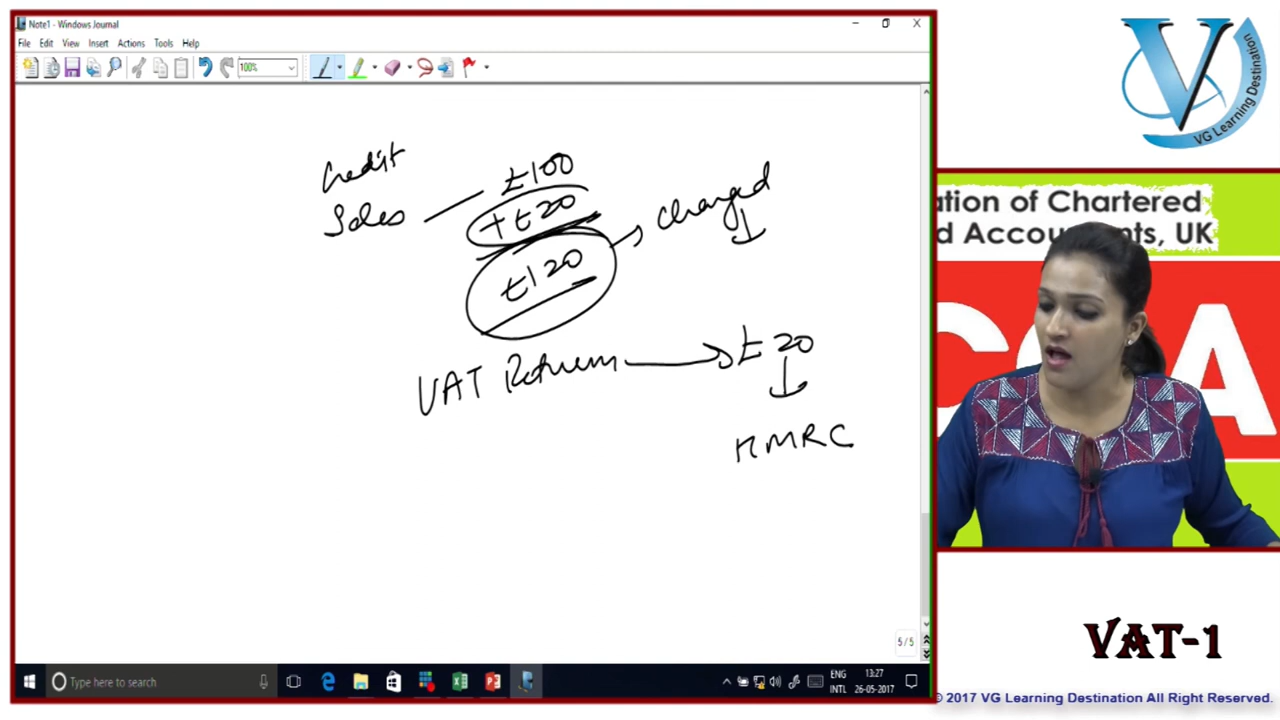 Note1 - Windows Journal
File Edit View Insert Actions Tools Help
100%
Credit
Sales — £100
+ £20
£120
charged
VAT Return → £20
HMRC
5/5
Type here to search
ENG
INTL
13:27
26-05-2017
V
VG Learning Destination
ation of Chartered
d Accountants, UK
VAT-1
© 2017 VG Learning Destination All Right Reserved.